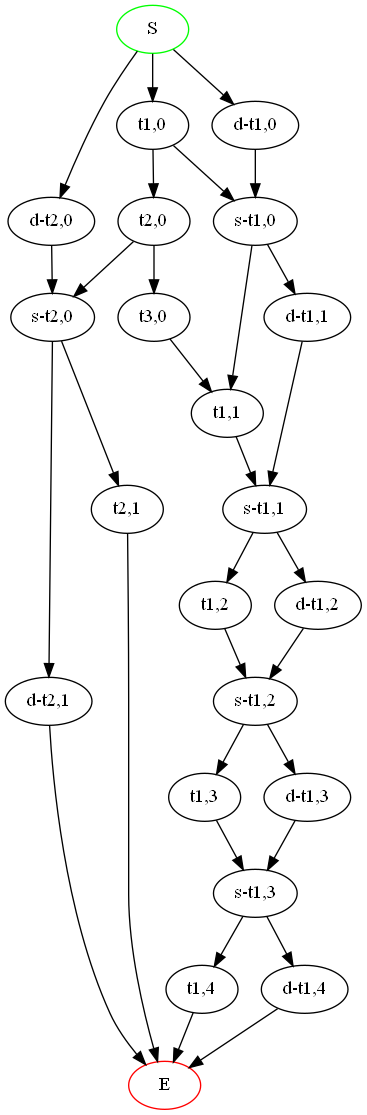 S
t1,0
d-t1,0
d-t2,0
t2,0
s-t1,0
s-t2,0
t3,0
d-t1,1
t1,1
t2,1
s-t1,1
t1,2
d-t1,2
d-t2,1
s-t1,2
t1,3
d-t1,3
s-t1,3
t1,4
d-t1,4
E